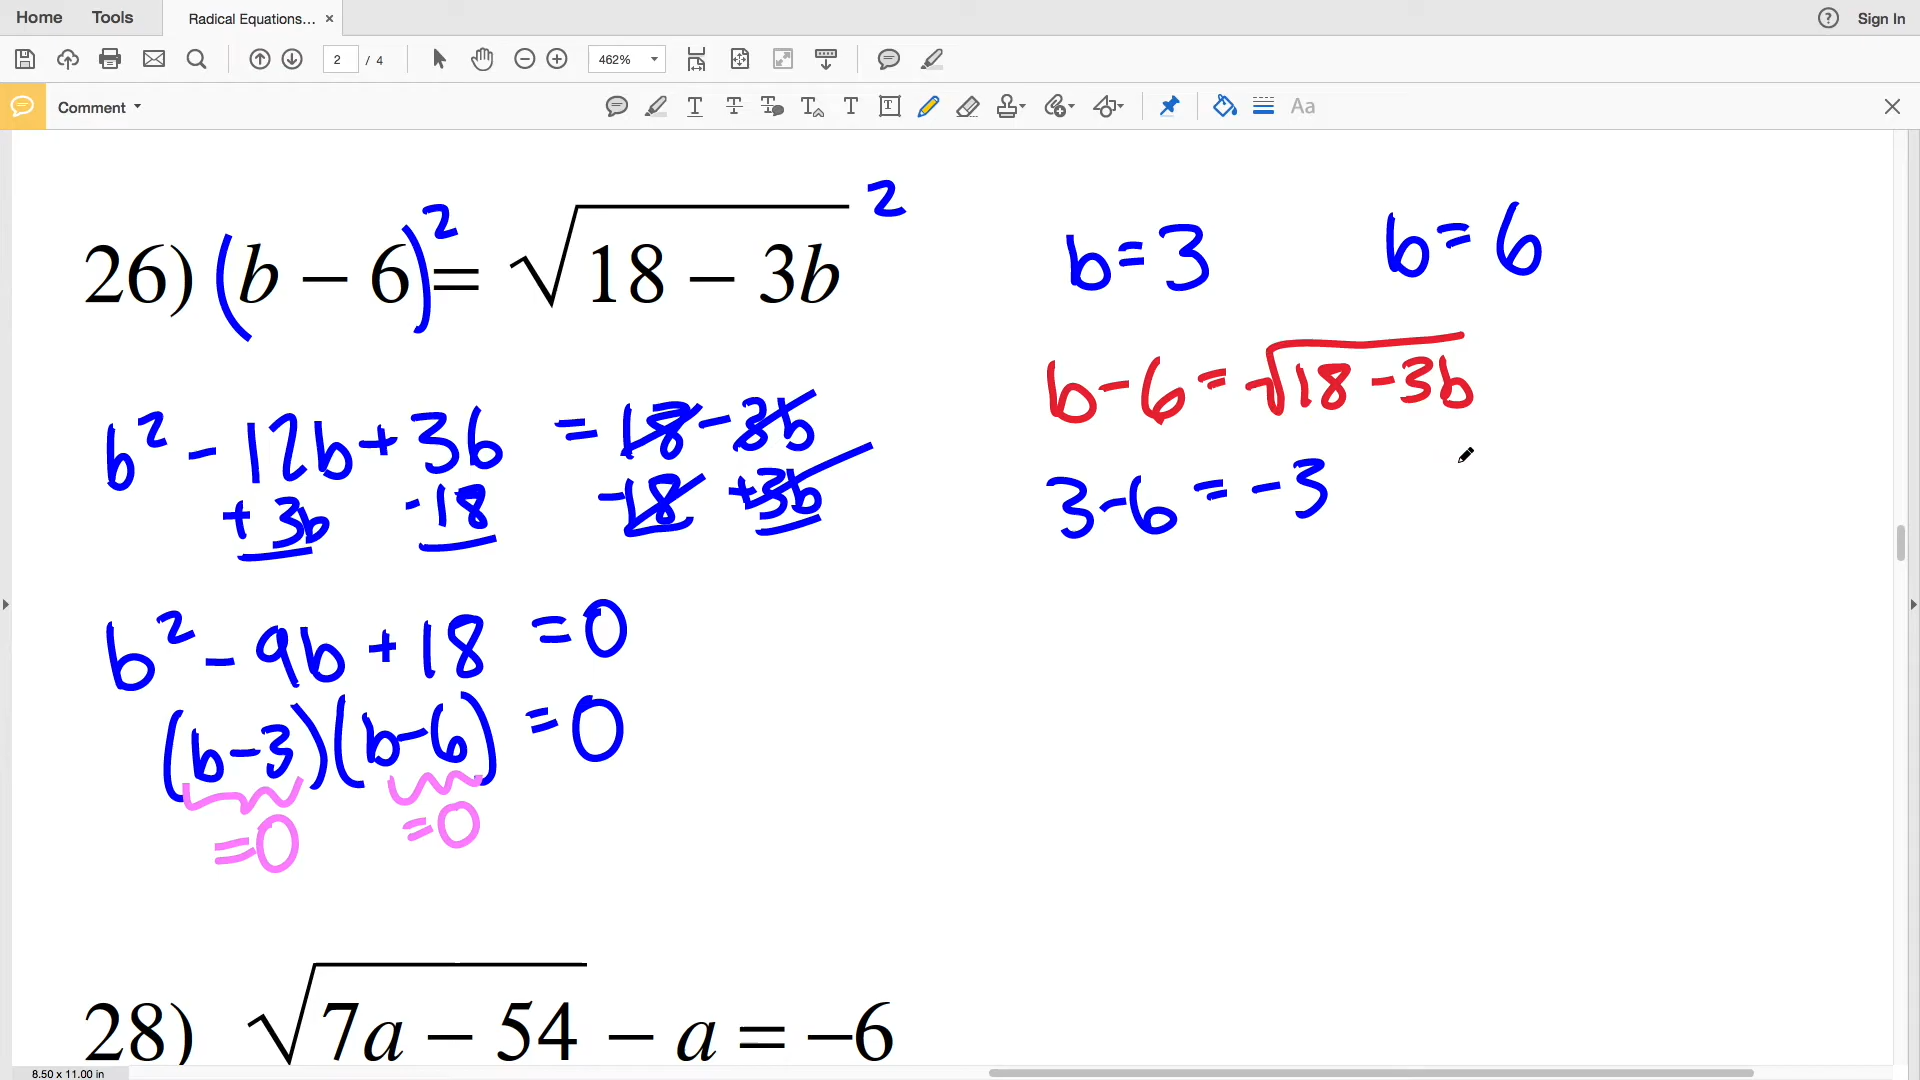 Home Tools Radical Equations... × ? Sign In
2 / 4 462%
Comment T T T T T T Aa
26) (b − 6)² = √18 − 3b ²
b² - 12b + 3b = 18 - 3b
+ 3b - 18 - 18 + 3b
b² - 9b + 18 = 0
(b - 3)(b - 6) = 0
= 0 = 0
b = 3 b = 6
b - 6 = √18 - 3b
3 - 6 = - 3
28) √7a − 54 − a = −6
8.50 x 11.00 in